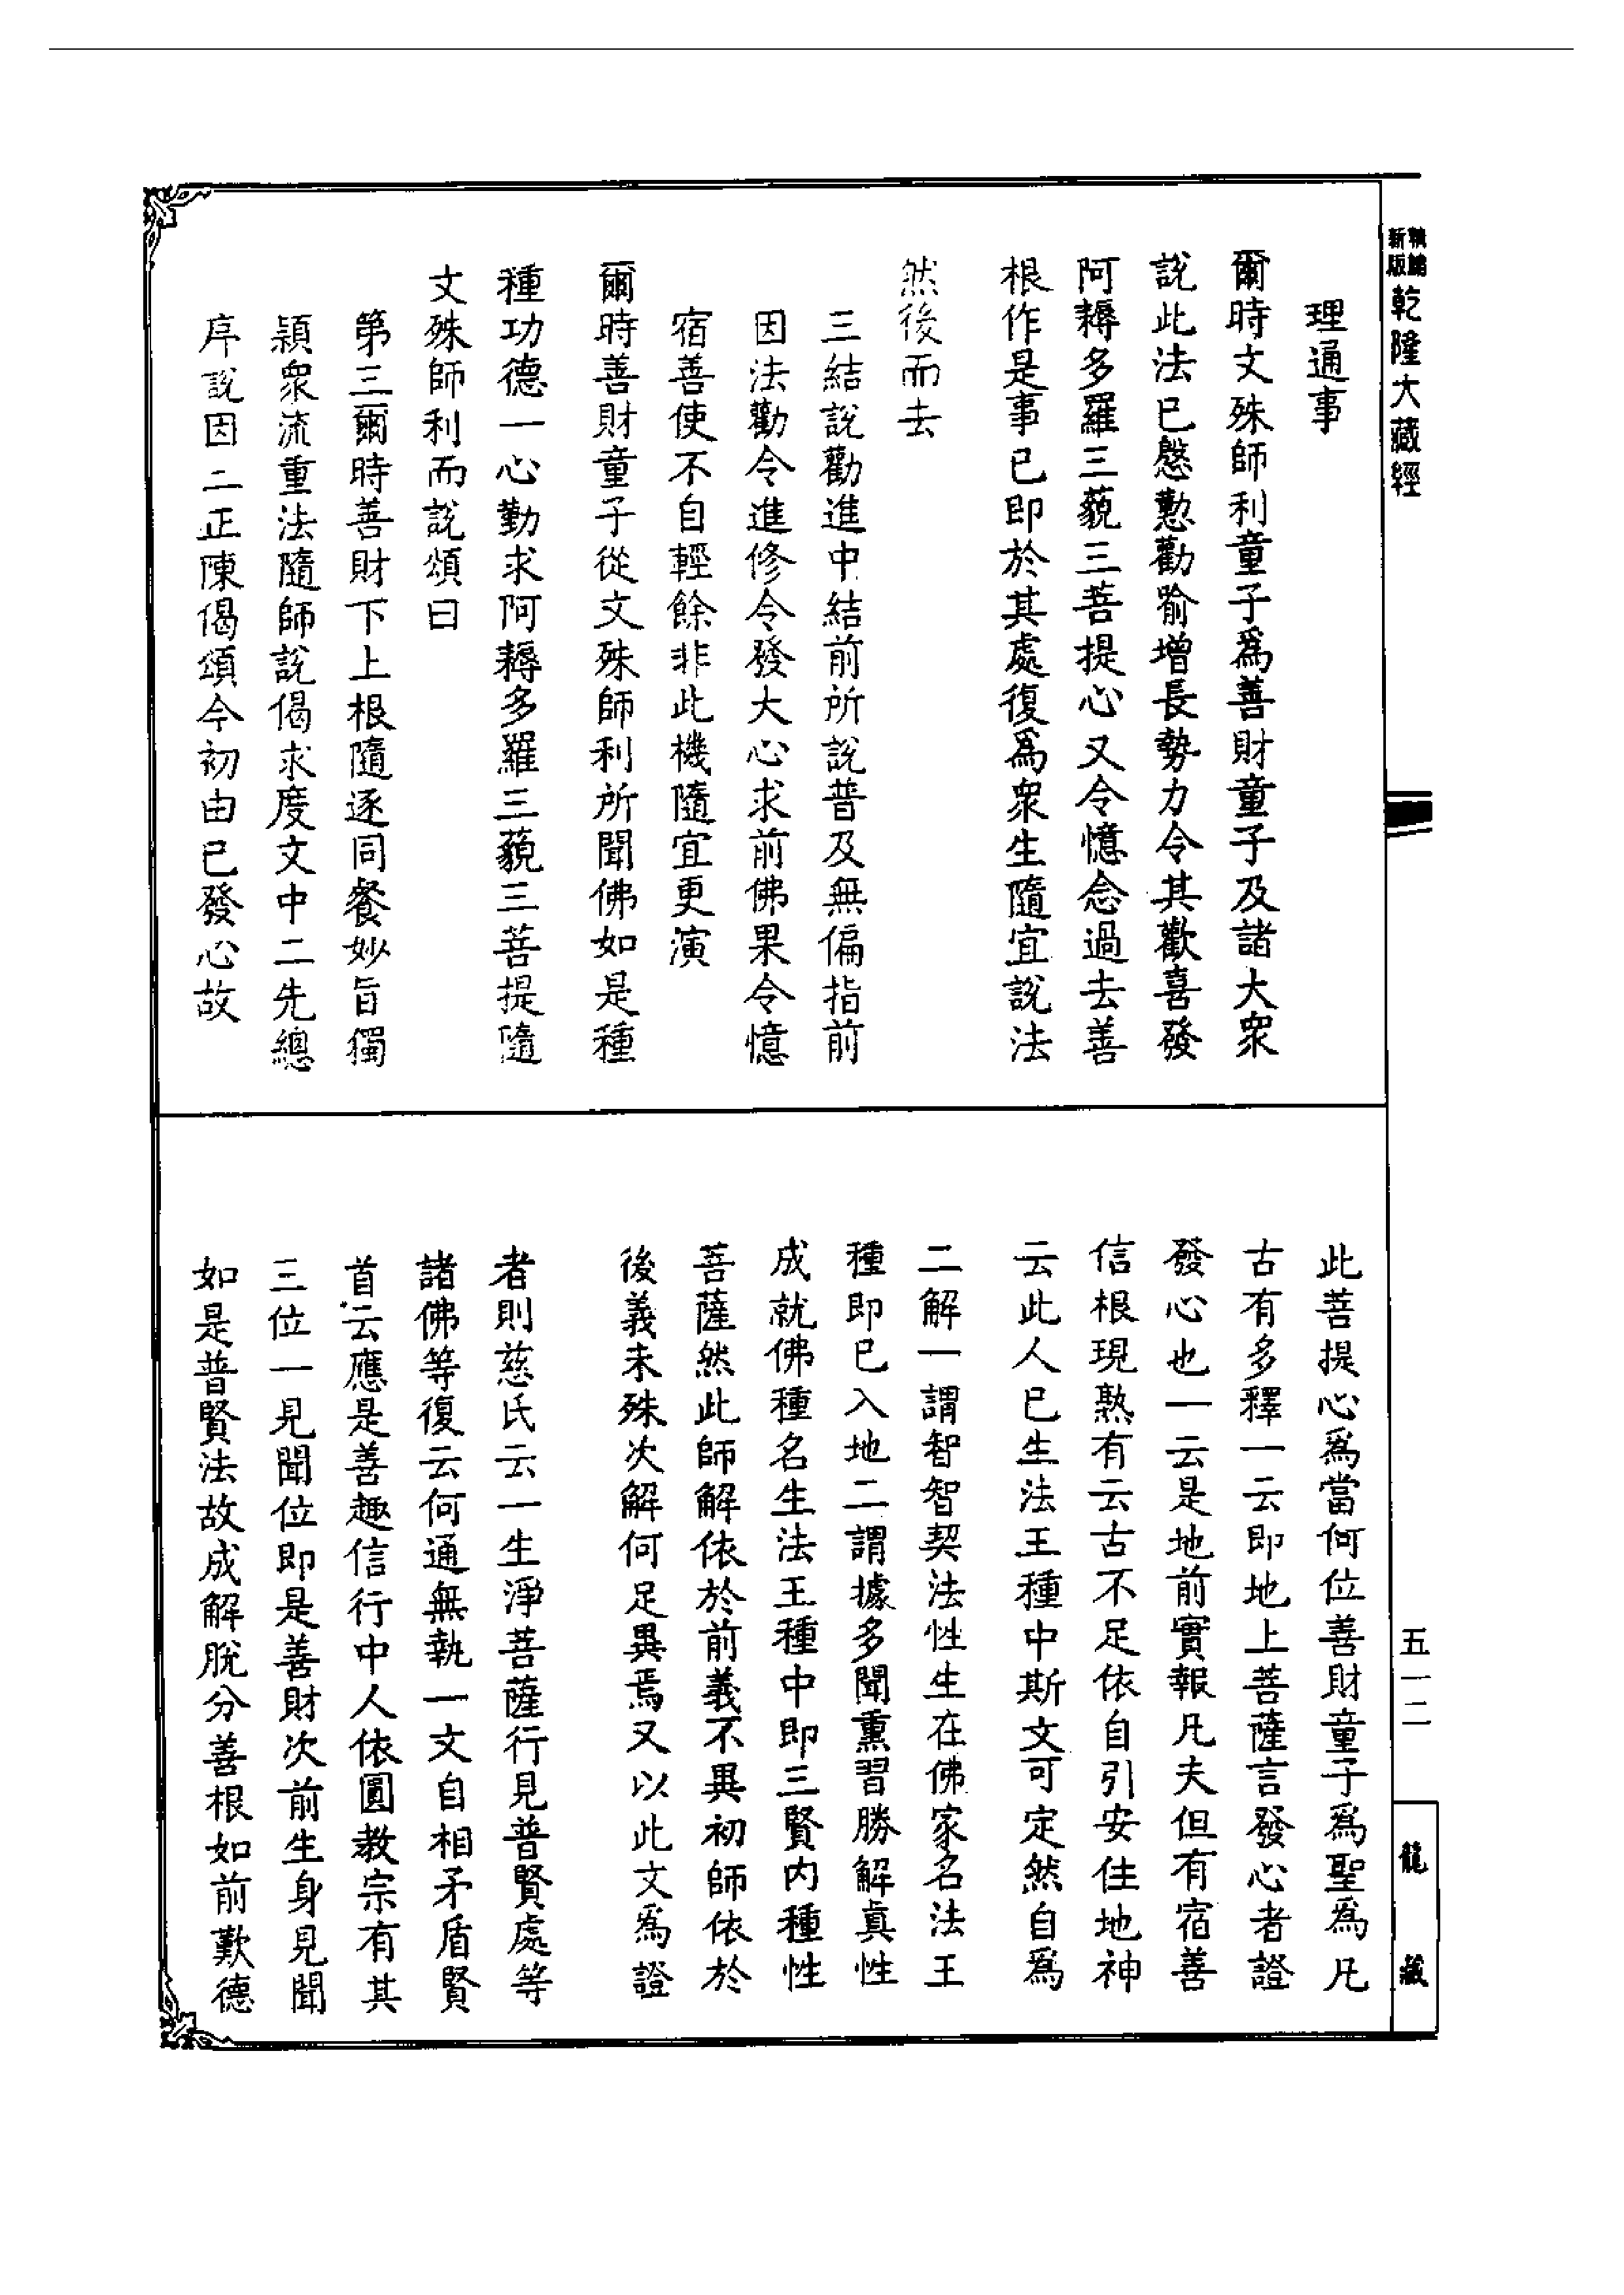 新編
新版
乾隆大藏經
理通事
爾時文殊師利童子爲善財童子及諸大衆
說此法已慇懃勸喻增長勢力令其歡喜發
阿耨多羅三藐三菩提心又令憶念過去善
根作是事已即於其處復爲衆生隨宜說法
然後而去
三結說勸進中結前所說普及無偏指前
因法勸令進修令發大心求前佛果令憶
宿善使不自輕餘非此機隨宜更演
爾時善財童子從文殊師利所聞佛如是種
種功德一心勤求阿耨多羅三藐三菩提隨
文殊師利而說頌曰
第三爾時善財下上根隨逐同餐妙旨獨
穎衆流重法隨師說偈求度文中二先總
序說因二正陳偈頌今初由已發心故
此菩提心爲當何位善財童子爲聖爲凡
古有多釋一云即地上菩薩言發心者證
發心也一云是地前實報凡夫但有宿善
信根現熟有云古不足依自引安住地神
云此人已生法王種中斯文可定然自爲
二解一謂智智契法性生在佛家名法王
種即已入地二謂據多聞熏習勝解眞性
成就佛種名生法王種中即三賢内種性
菩薩然此師解依於前義不異初師依於
後義未殊次解何足異焉又以此文爲證
者則慈氏云一生淨菩薩行見普賢處等
諸佛等復云何通無執一文自相矛盾賢
首云應是善趣信行中人依圓教宗有其
三位一見聞位即是善財次前生身見聞
如是普賢法故成解脫分善根如前歎德
五一二
龍藏